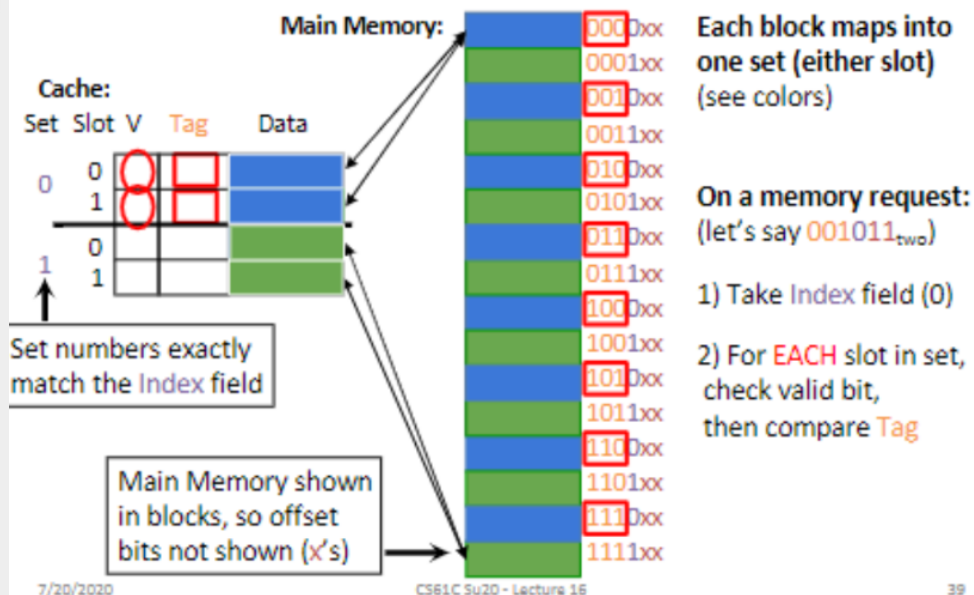 Main Memory:
Cache:
Set Slot V Tag Data
0
0
1
1
0
1
Set numbers exactly
match the Index field
Main Memory shown
in blocks, so offset
bits not shown (x's)
0000xx
0001xx
0010xx
0011xx
0100xx
0101xx
0110xx
0111xx
1000xx
1001xx
1010xx
1011xx
1100xx
1101xx
1110xx
1111xx
Each block maps into
one set (either slot)
(see colors)
On a memory request:
(let's say 001011two)
1) Take Index field (0)
2) For EACH slot in set,
check valid bit,
then compare Tag
7/20/2020
CS61C Su20 - Lecture 16
39